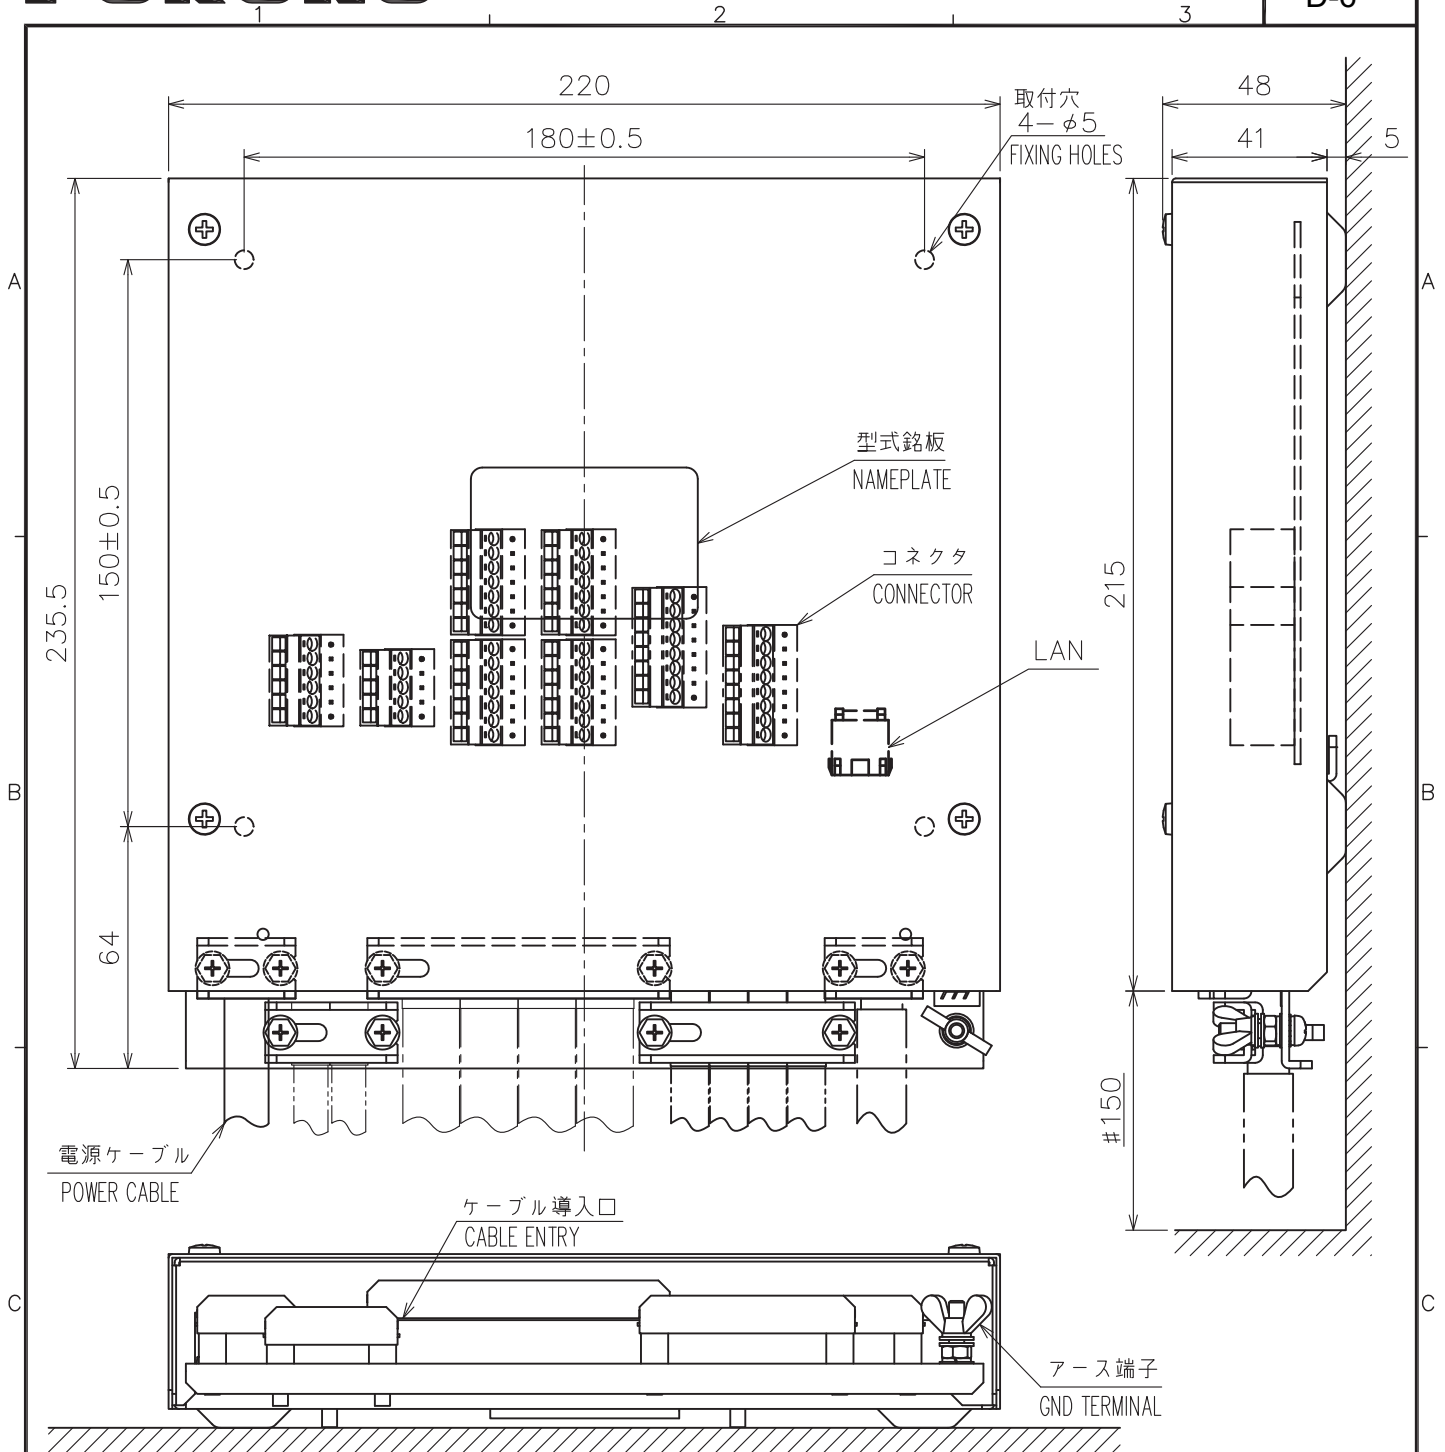 1
2
3
220
48
取付穴
4-φ5
FIXING HOLES
180±0.5
41
5
A
A
型式銘板
NAMEPLATE
150±0.5
コネクタ
CONNECTOR
235.5
215
LAN
B
B
64
#150
電源ケーブル
POWER CABLE
ケーブル導入口
CABLE ENTRY
C
C
アース端子
GND TERMINAL